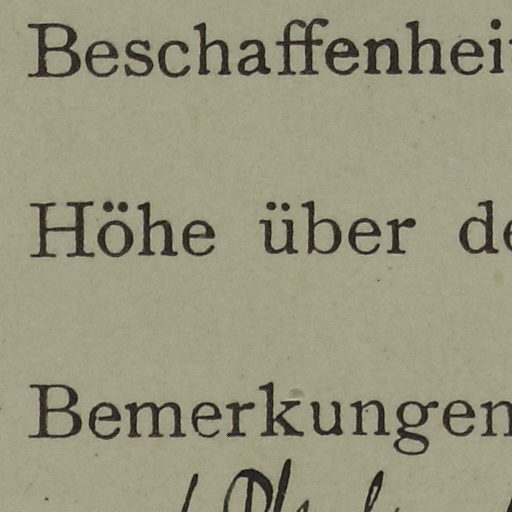 Beschaffenhei
Höhe über de
Bemerkungen